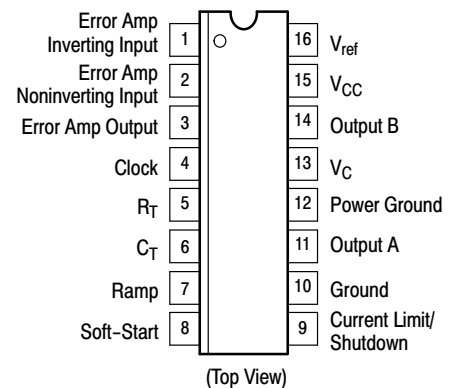 Error Amp
Inverting Input 1
Error Amp
Noninverting Input 2
Error Amp Output 3
Clock 4
RT 5
CT 6
Ramp 7
Soft-Start 8
16 Vref
15 VCC
14 Output B
13 VC
12 Power Ground
11 Output A
10 Ground
9 Current Limit/
Shutdown
(Top View)